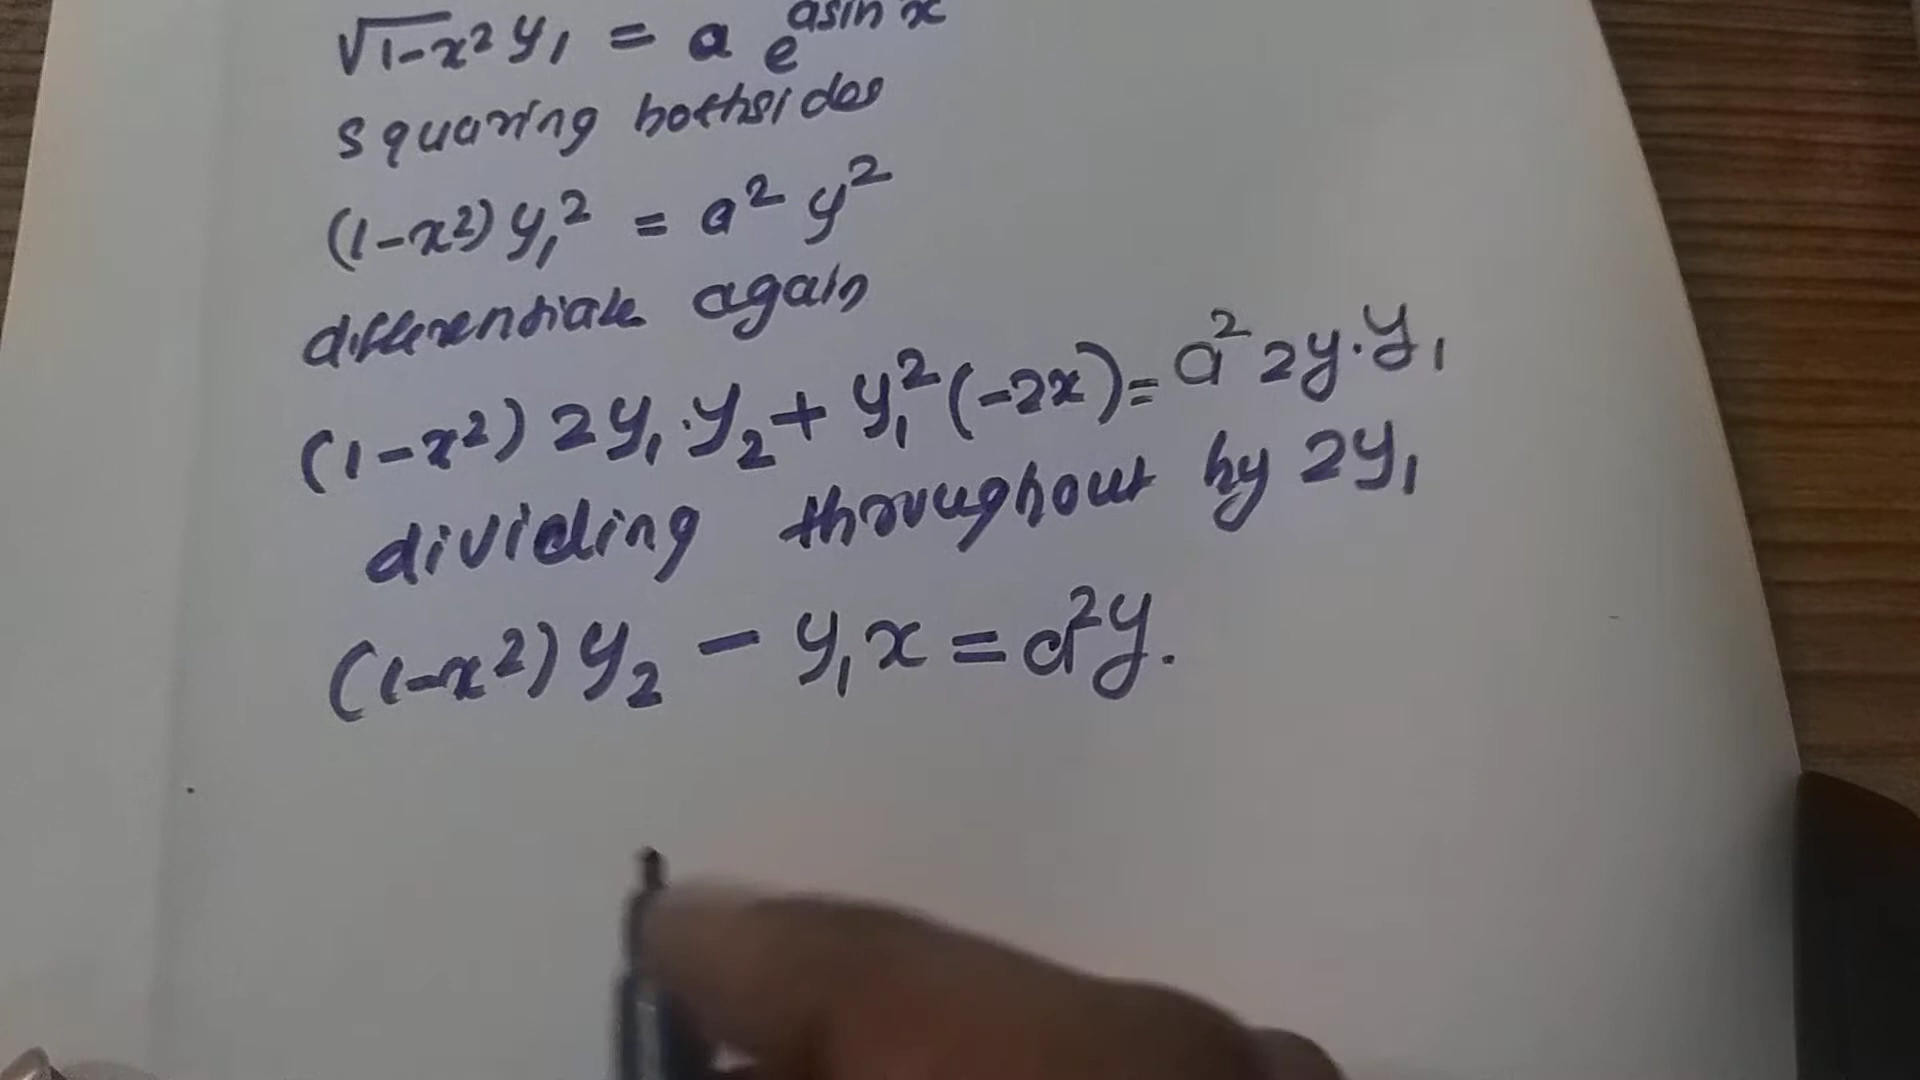 √1-x² y₁ = a e^asin x
squaring bothsides
(1-x²) y₁² = a² y²
differentiate again
(1-x²) 2y₁.y₂ + y₁² (-2x) = a² 2y.y₁
dividing throughout by 2y₁
(1-x²) y₂ - y₁x = a²y.